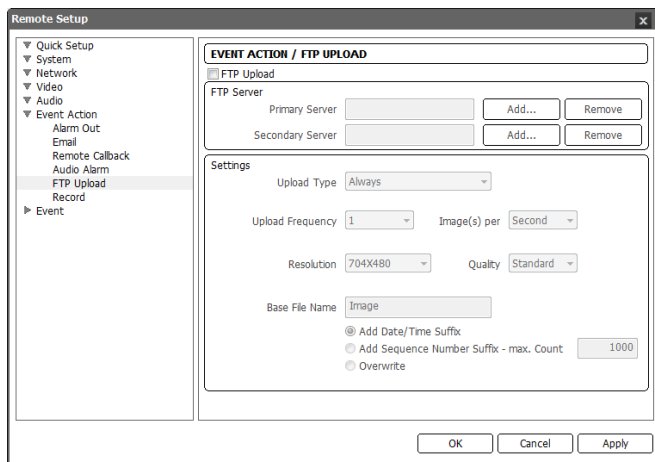 Remote Setup
x
Quick Setup
System
Network
Video
Audio
Event Action
Alarm Out
Email
Remote Callback
Audio Alarm
FTP Upload
Record
Event
EVENT ACTION / FTP UPLOAD
FTP Upload
FTP Server
Primary Server Add... Remove
Secondary Server Add... Remove
Settings
Upload Type Always
Upload Frequency 1 Image(s) per Second
Resolution 704X480 Quality Standard
Base File Name Image
Add Date/Time Suffix
Add Sequence Number Suffix - max. Count 1000
Overwrite
OK Cancel Apply